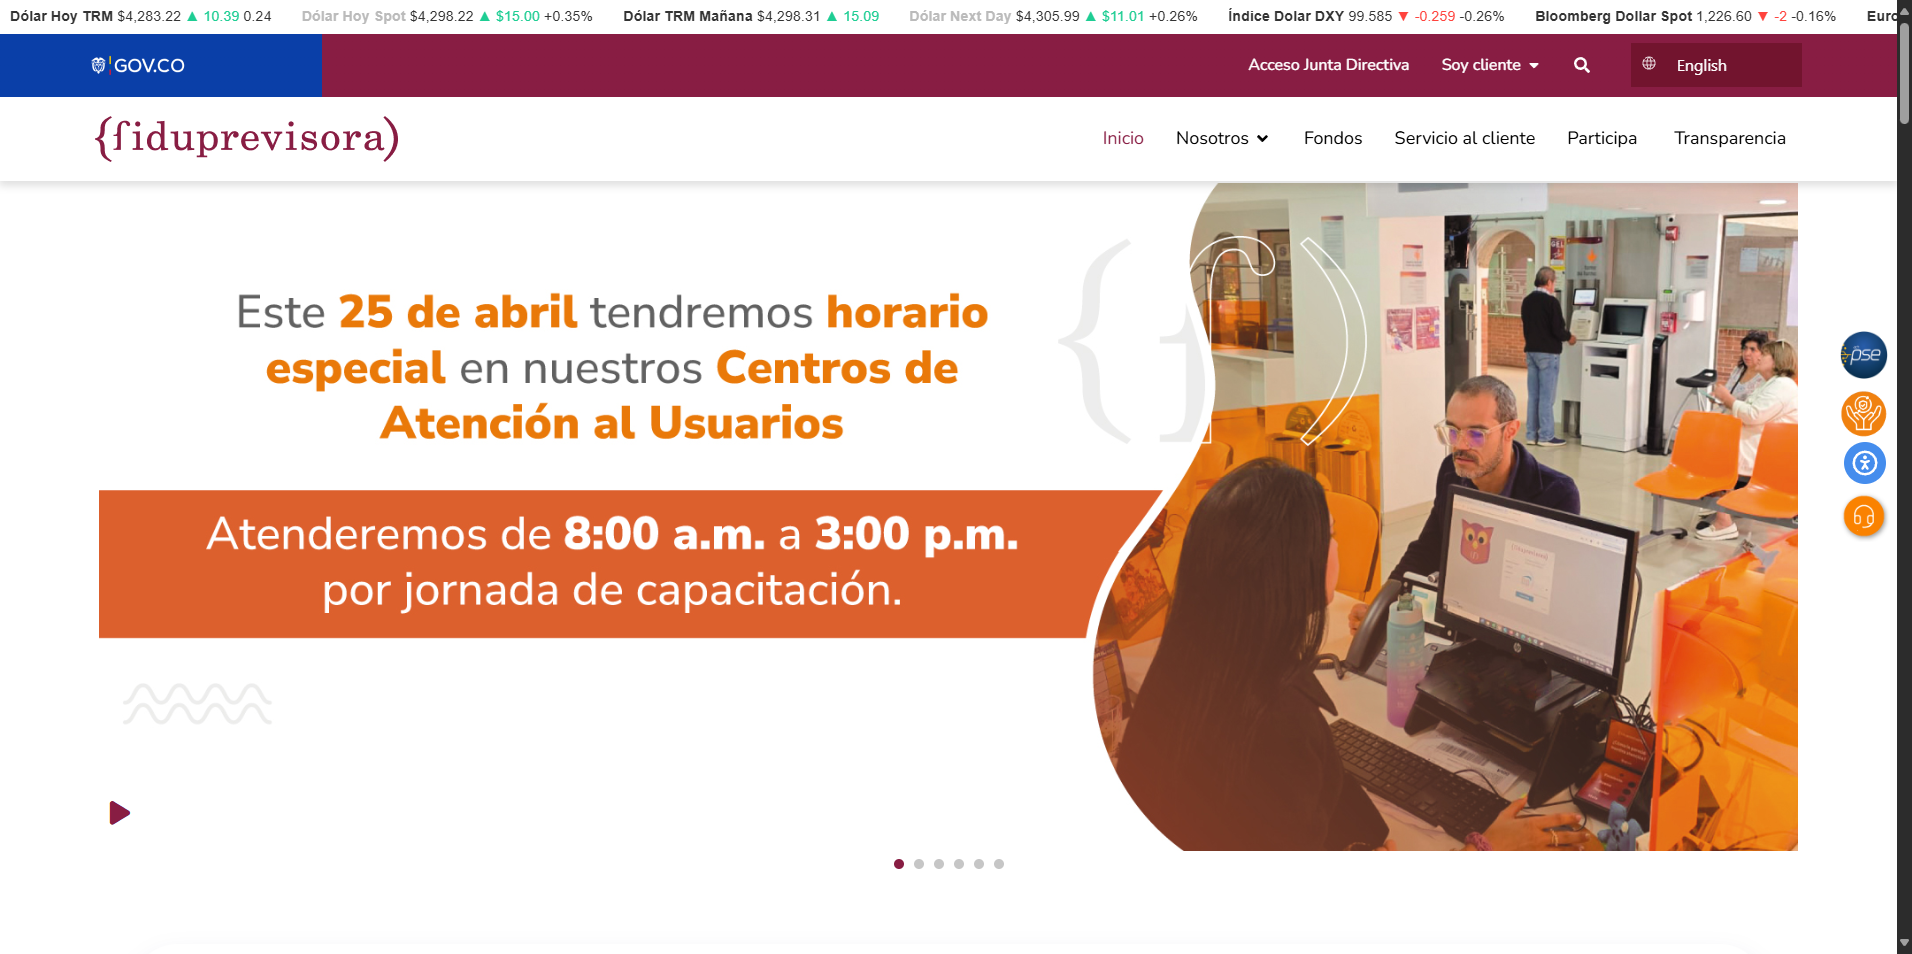 Dólar Hoy TRM $4,283.22 ▲ 10.39 0.24 Dólar Hoy Spot $4,298.22 ▲ $15.00 +0.35% Dólar TRM Mañana $4,298.31 ▲ 15.09 Dólar Next Day $4,305.99 ▲ $11.01 +0.26% Índice Dolar DXY 99.585 ▼ -0.259 -0.26% Bloomberg Dollar Spot 1,226.60 ▼ -2 -0.16% Euro
GOV.CO Acceso Junta Directiva Soy cliente English
{fiduprevisora) Inicio Nosotros Fondos Servicio al cliente Participa Transparencia
Este 25 de abril tendremos horario
especial en nuestros Centros de
Atención al Usuarios
Atenderemos de 8:00 a.m. a 3:00 p.m.
por jornada de capacitación.
pse